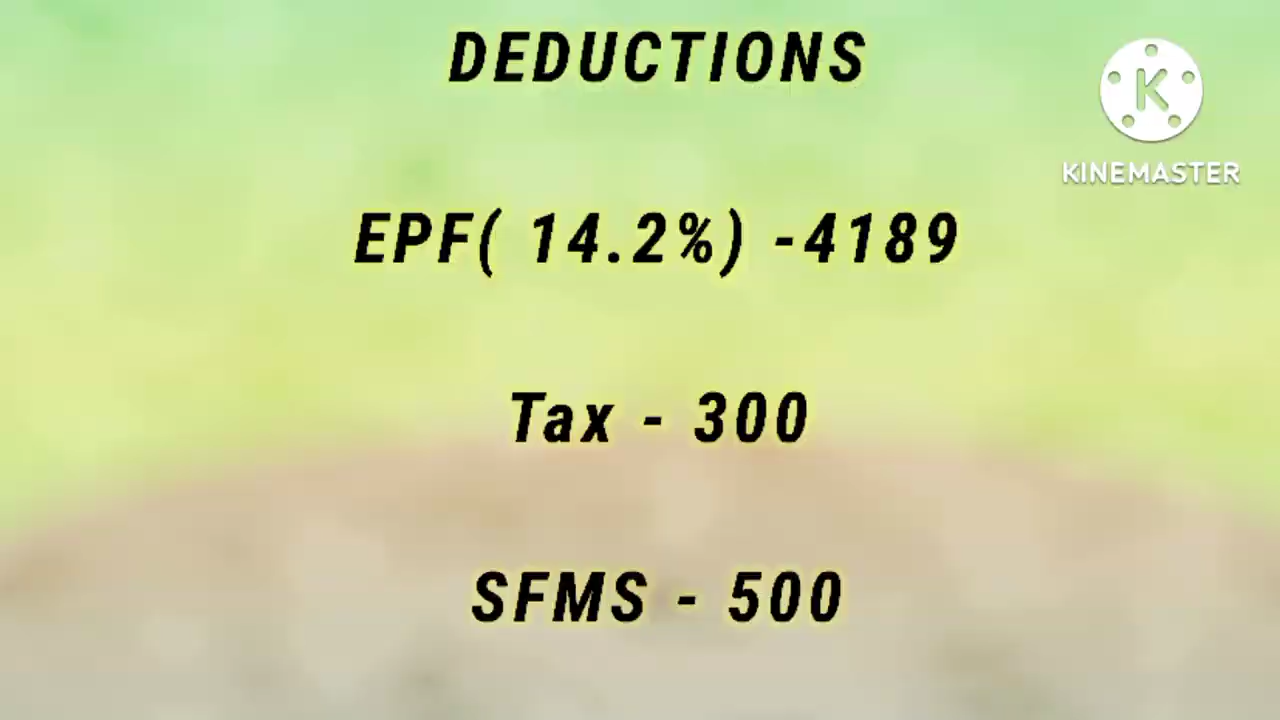 DEDUCTIONS
KINEMASTER
EPF( 14.2%) -4189
Tax - 300
SFMS - 500